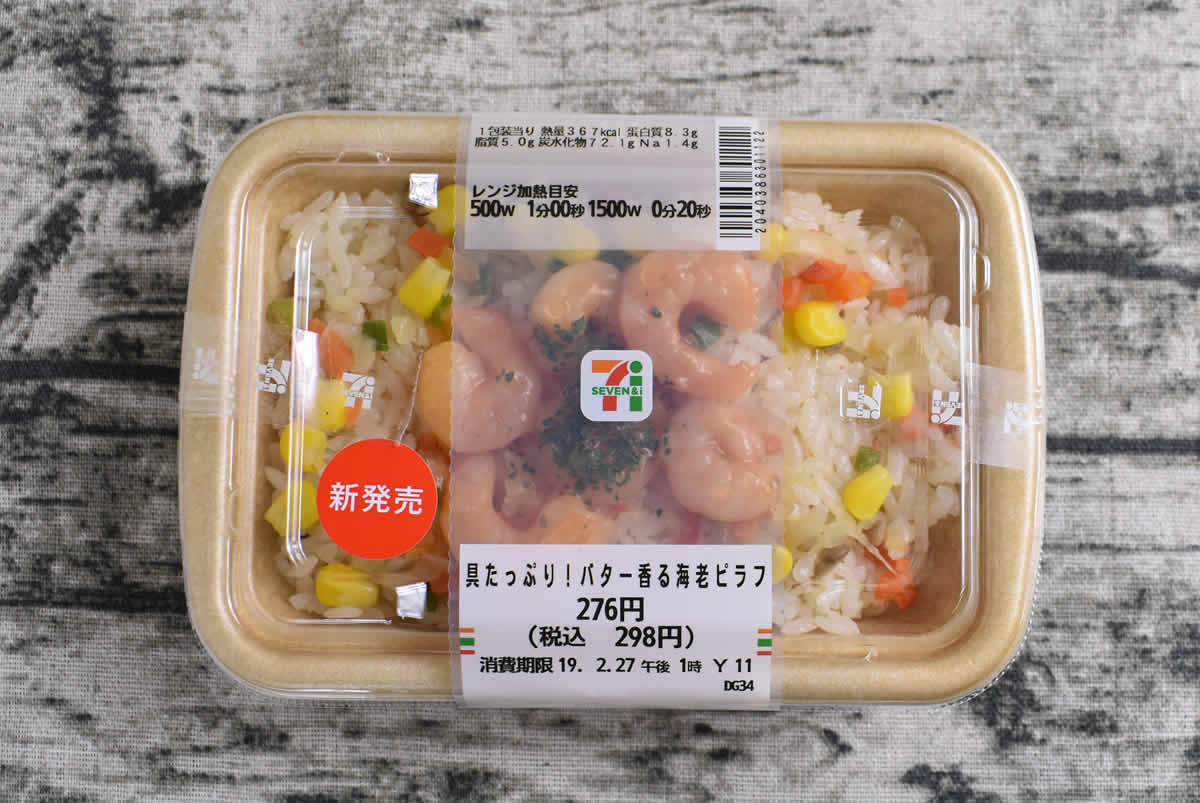 1包装当り 熱量367kcal 蛋白質8.3g
脂質5.0g 炭水化物72.1g Na1.4g
レンジ加熱目安
500W 1分00秒 1500W 0分20秒
2040386301122
SEVEN&i
新発売
具たっぷり!バター香る海老ピラフ
276円
(税込 298円)
消費期限 19. 2.27 午後 1時 Y 11
DG34